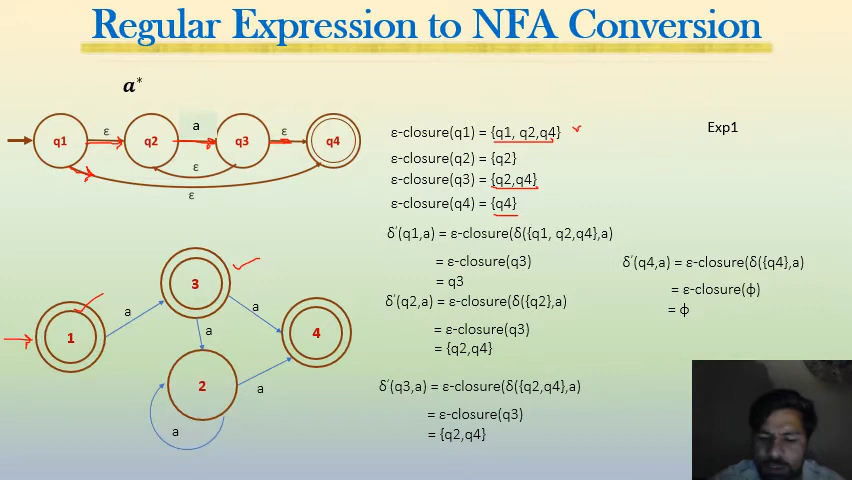 Regular Expression to NFA Conversion
a*
q1 ε q2 a q3 ε q4
ε
ε
ε-closure(q1) = {q1, q2,q4}
ε-closure(q2) = {q2}
ε-closure(q3) = {q2,q4}
ε-closure(q4) = {q4}
Exp1
δ'(q1,a) = ε-closure(δ({q1, q2,q4},a)
= ε-closure(q3)
= q3
δ'(q2,a) = ε-closure(δ({q2},a)
= ε-closure(q3)
= {q2,q4}
δ'(q3,a) = ε-closure(δ({q2,q4},a)
= ε-closure(q3)
= {q2,q4}
δ'(q4,a) = ε-closure(δ({q4},a)
= ε-closure(ϕ)
= ϕ
3
a
a
1
a
4
2
a
a